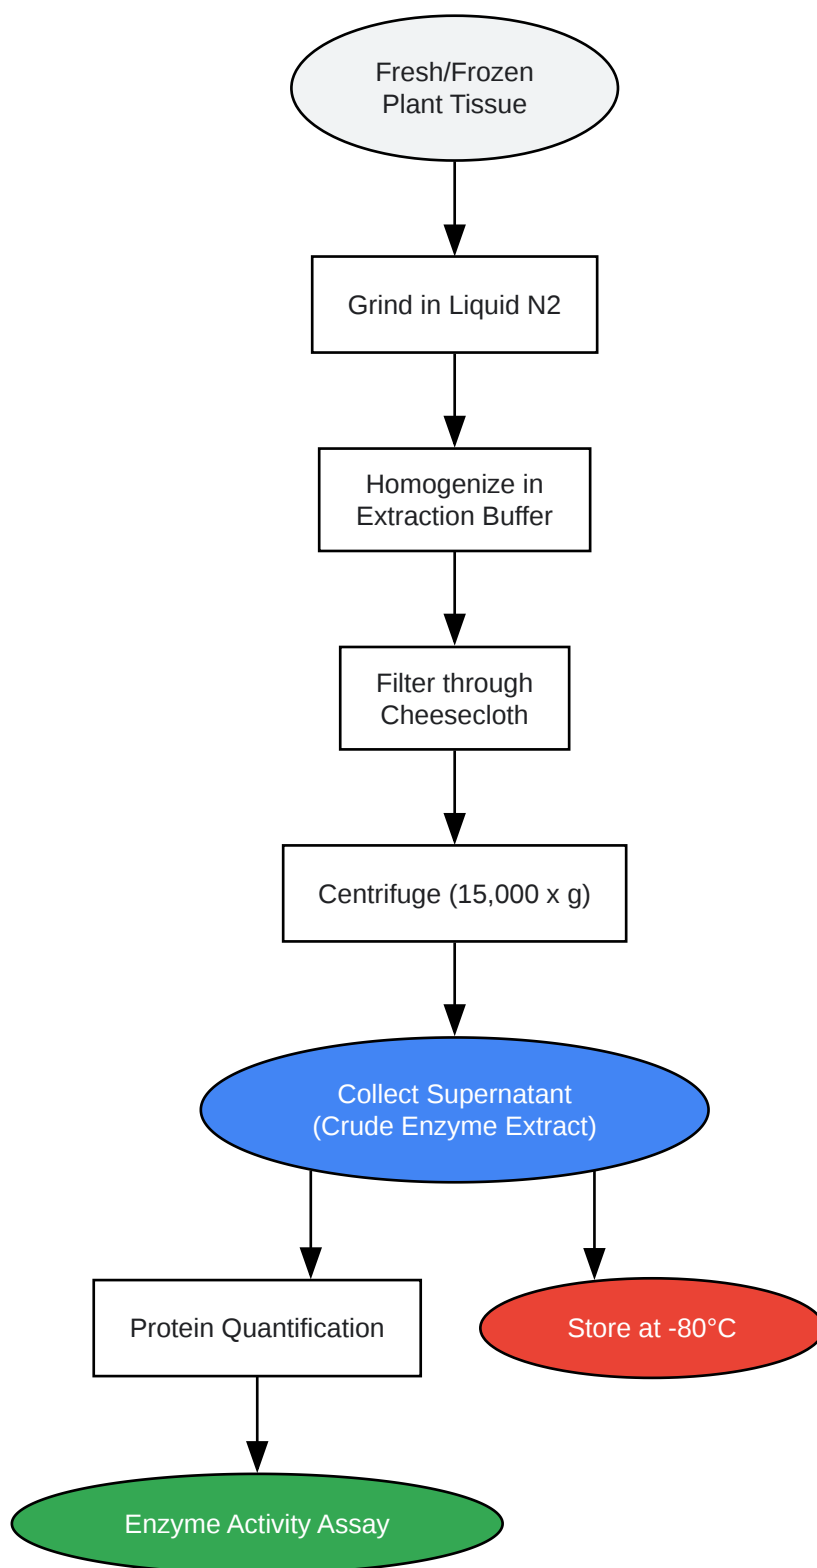 Fresh/Frozen
Plant Tissue
Grind in Liquid N2
Homogenize in
Extraction Buffer
Filter through
Cheesecloth
Centrifuge (15,000 x g)
Collect Supernatant
(Crude Enzyme Extract)
Protein Quantification
Store at -80°C
Enzyme Activity Assay